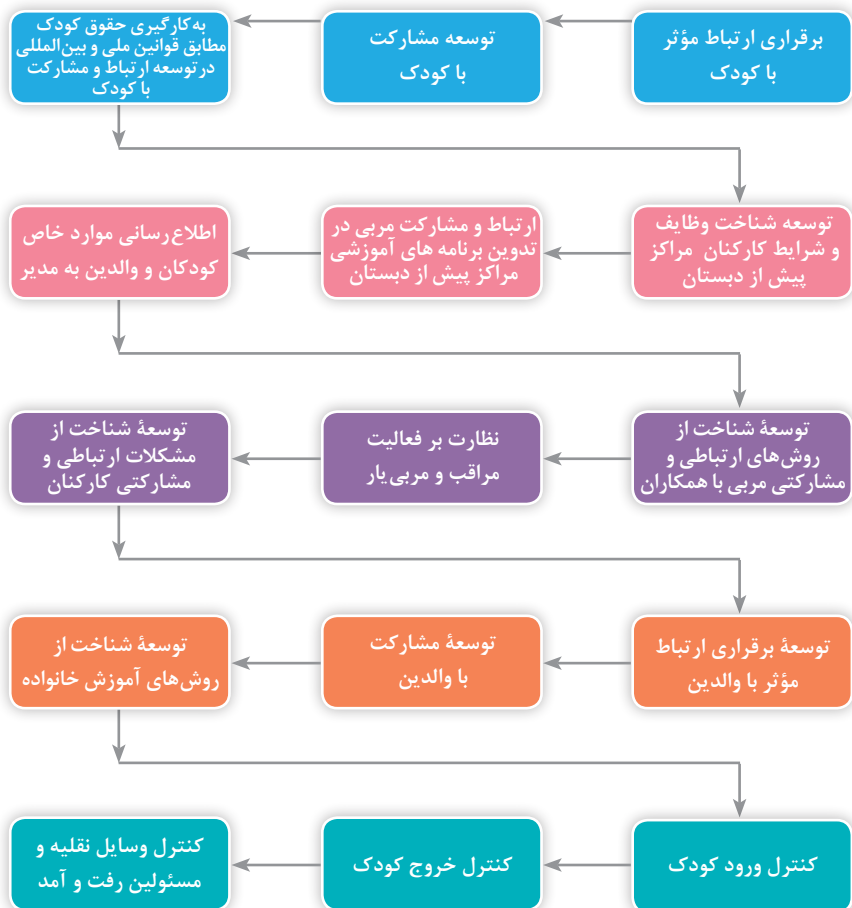 برقراری ارتباط مؤثر
با کودک
توسعه مشارکت
با کودک
به‌کارگیری حقوق کودک
مطابق قوانین ملی و بین‌المللی
درتوسعه ارتباط و مشارکت
با کودک
توسعه شناخت وظایف
و شرایط کارکنان مراکز
پیش از دبستان
ارتباط و مشارکت مربی در
تدوین برنامه های آموزشی
مراکز پیش از دبستان
اطلاع‌رسانی موارد خاص
کودکان و والدین به مدیر
توسعهٔ شناخت از
روش‌های ارتباطی و
مشارکتی مربی با همکاران
نظارت بر فعالیت
مراقب و مربی‌یار
توسعهٔ شناخت از
مشکلات ارتباطی و
مشارکتی کارکنان
توسعهٔ برقراری ارتباط
مؤثر با والدین
توسعهٔ مشارکت
با والدین
توسعهٔ شناخت از
روش‌های آموزش خانواده
کنترل ورود کودک
کنترل خروج کودک
کنترل وسایل نقلیه و
مسئولین رفت و آمد